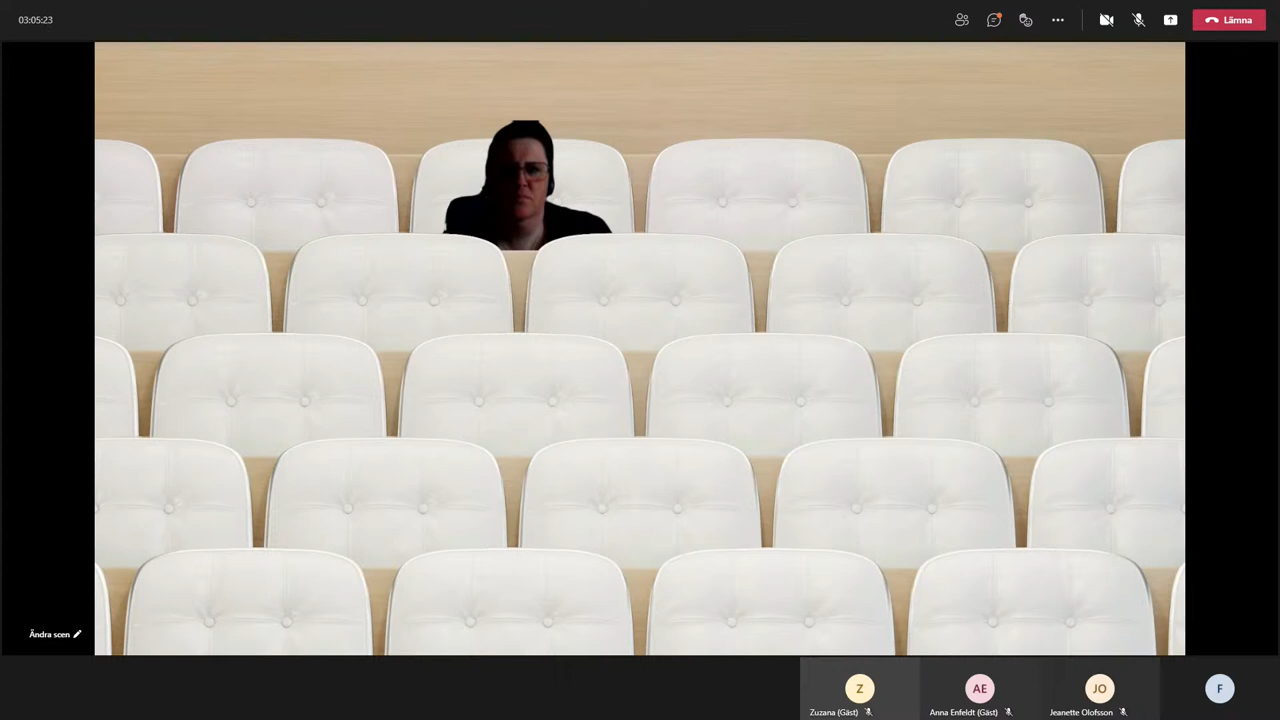 03:05:23
Lämna
Ändra scen
Z
AE
JO
F
Zuzana (Gäst)
Anna Enfeldt (Gäst)
Jeanette Olofsson